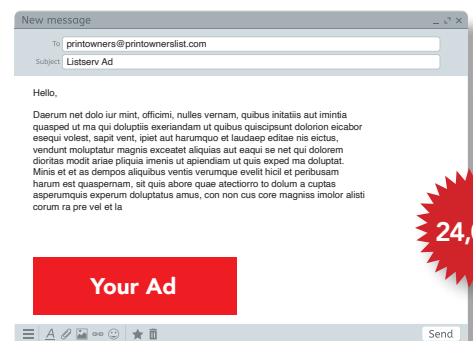 New message
To printowners@printownerslist.com
Subject Listserv Ad
Hello,
Daerum net dolo iur mint, officimi, nulles vernam, quibus initatiis aut imintia
quasped ut ma qui doluptiis exeriandam ut quibus quiscipsunt dolorion eicabor
esequi volest, sapit vent, ipiet aut harumquo et laudaep editae nis eictus,
vendunt moluptatur magnis exceatet aliquias aut eaqui se net qui dolorem
dioritas modit ariae pliquia imenis ut apiendiam ut quis exped ma doluptat.
Minis et et as dempos aliquibus ventis verumque evelit hicil et peribusam
harum est quaspernam, sit quis abore quae atectiorro to dolum a cuptas
asperumquis experum doluptatus amus, con non cus core magniss imolor alisti
corum ra pre vel et la
24,
Your Ad
Send